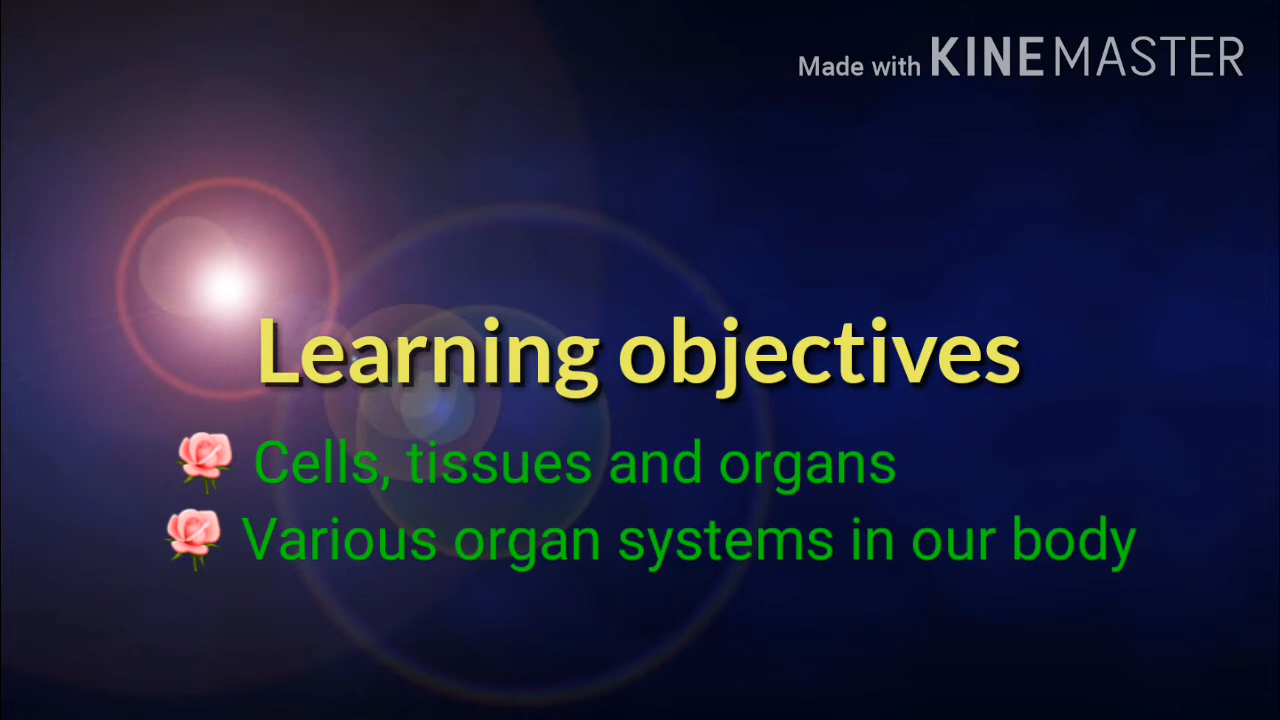 Made with KINEMASTER
Learning objectives
🌹 Cells, tissues and organs
🌹 Various organ systems in our body